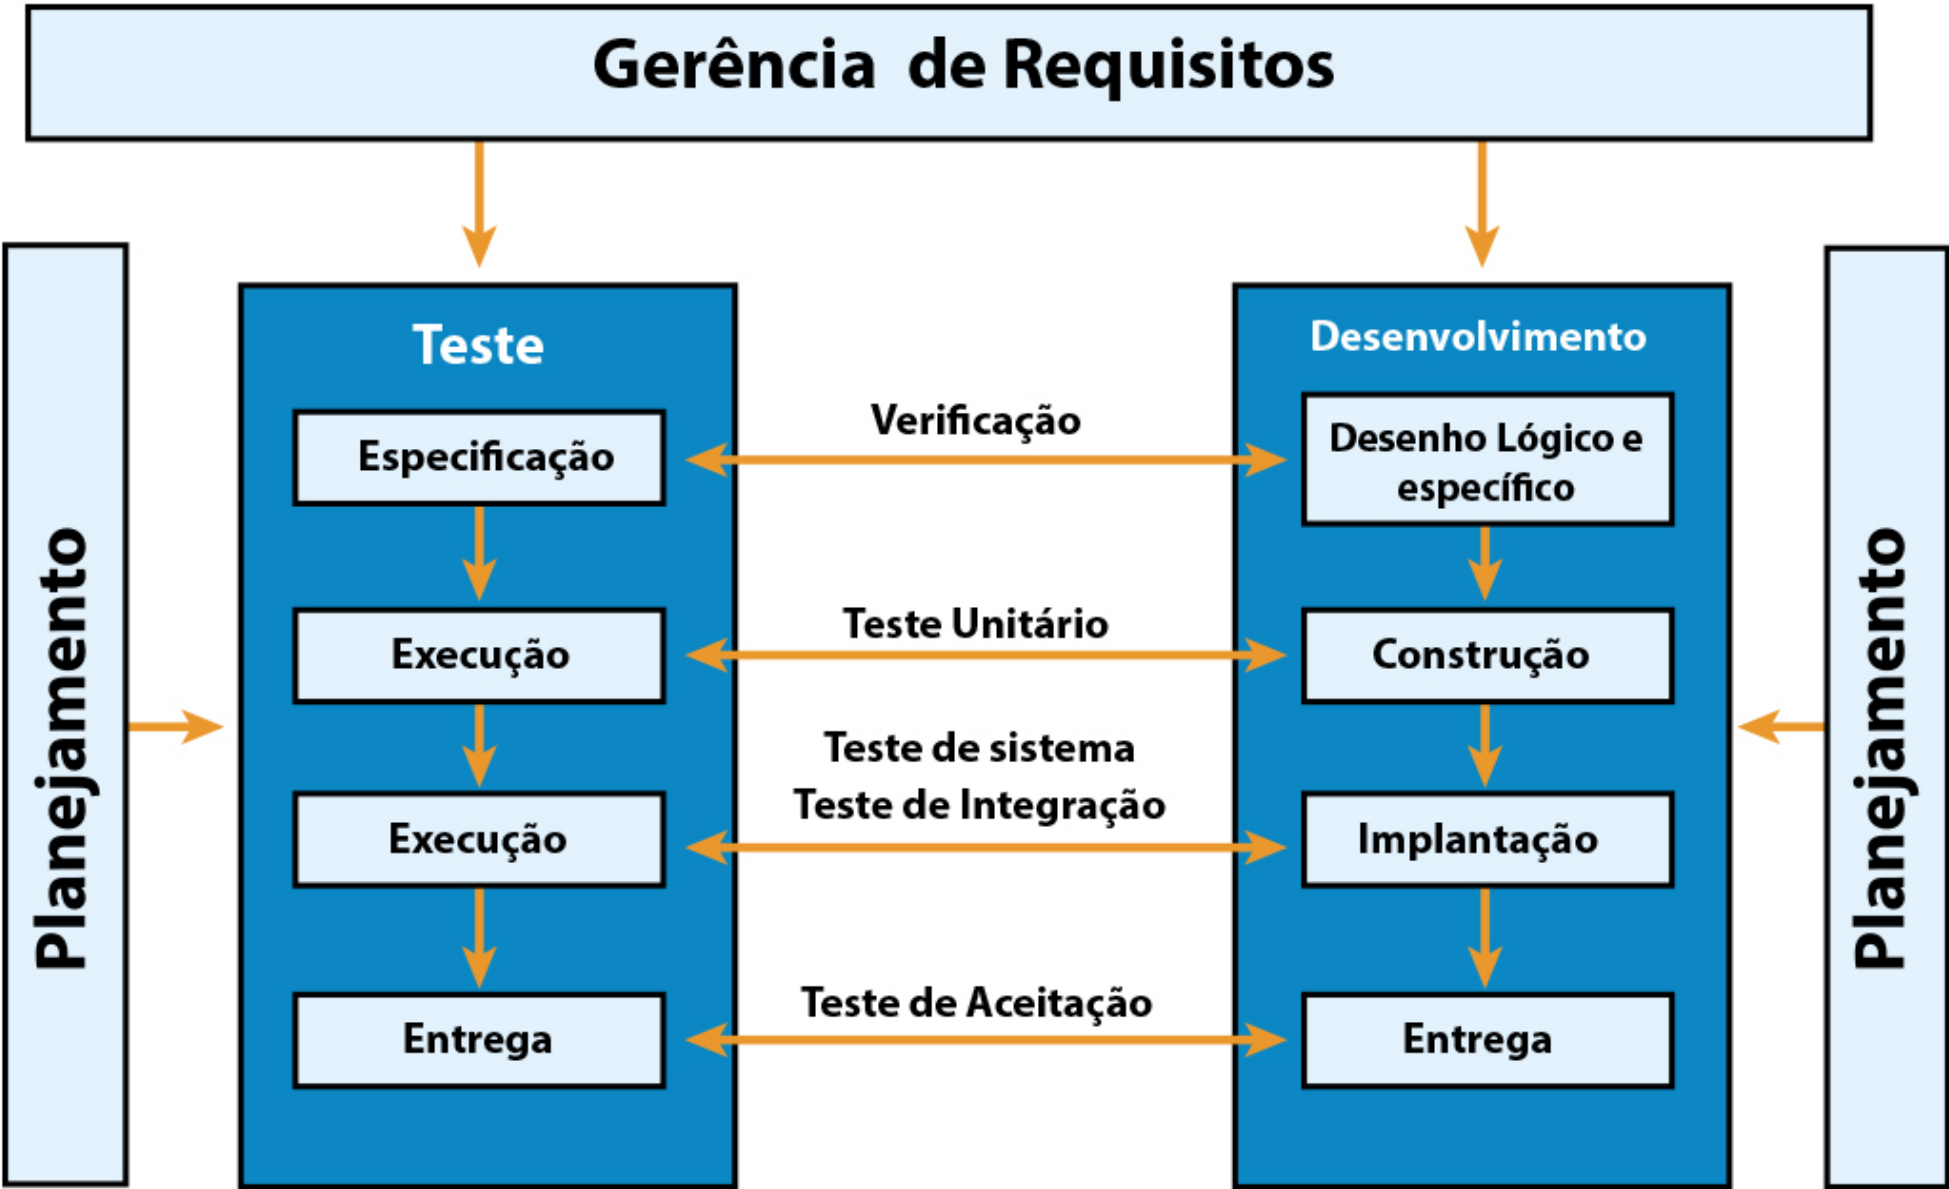 Gerência de Requisitos
Planejamento
Teste
Especificação
Execução
Execução
Entrega
Verificação
Teste Unitário
Teste de sistema
Teste de Integração
Teste de Aceitação
Desenvolvimento
Desenho Lógico e
específico
Construção
Implantação
Entrega
Planejamento